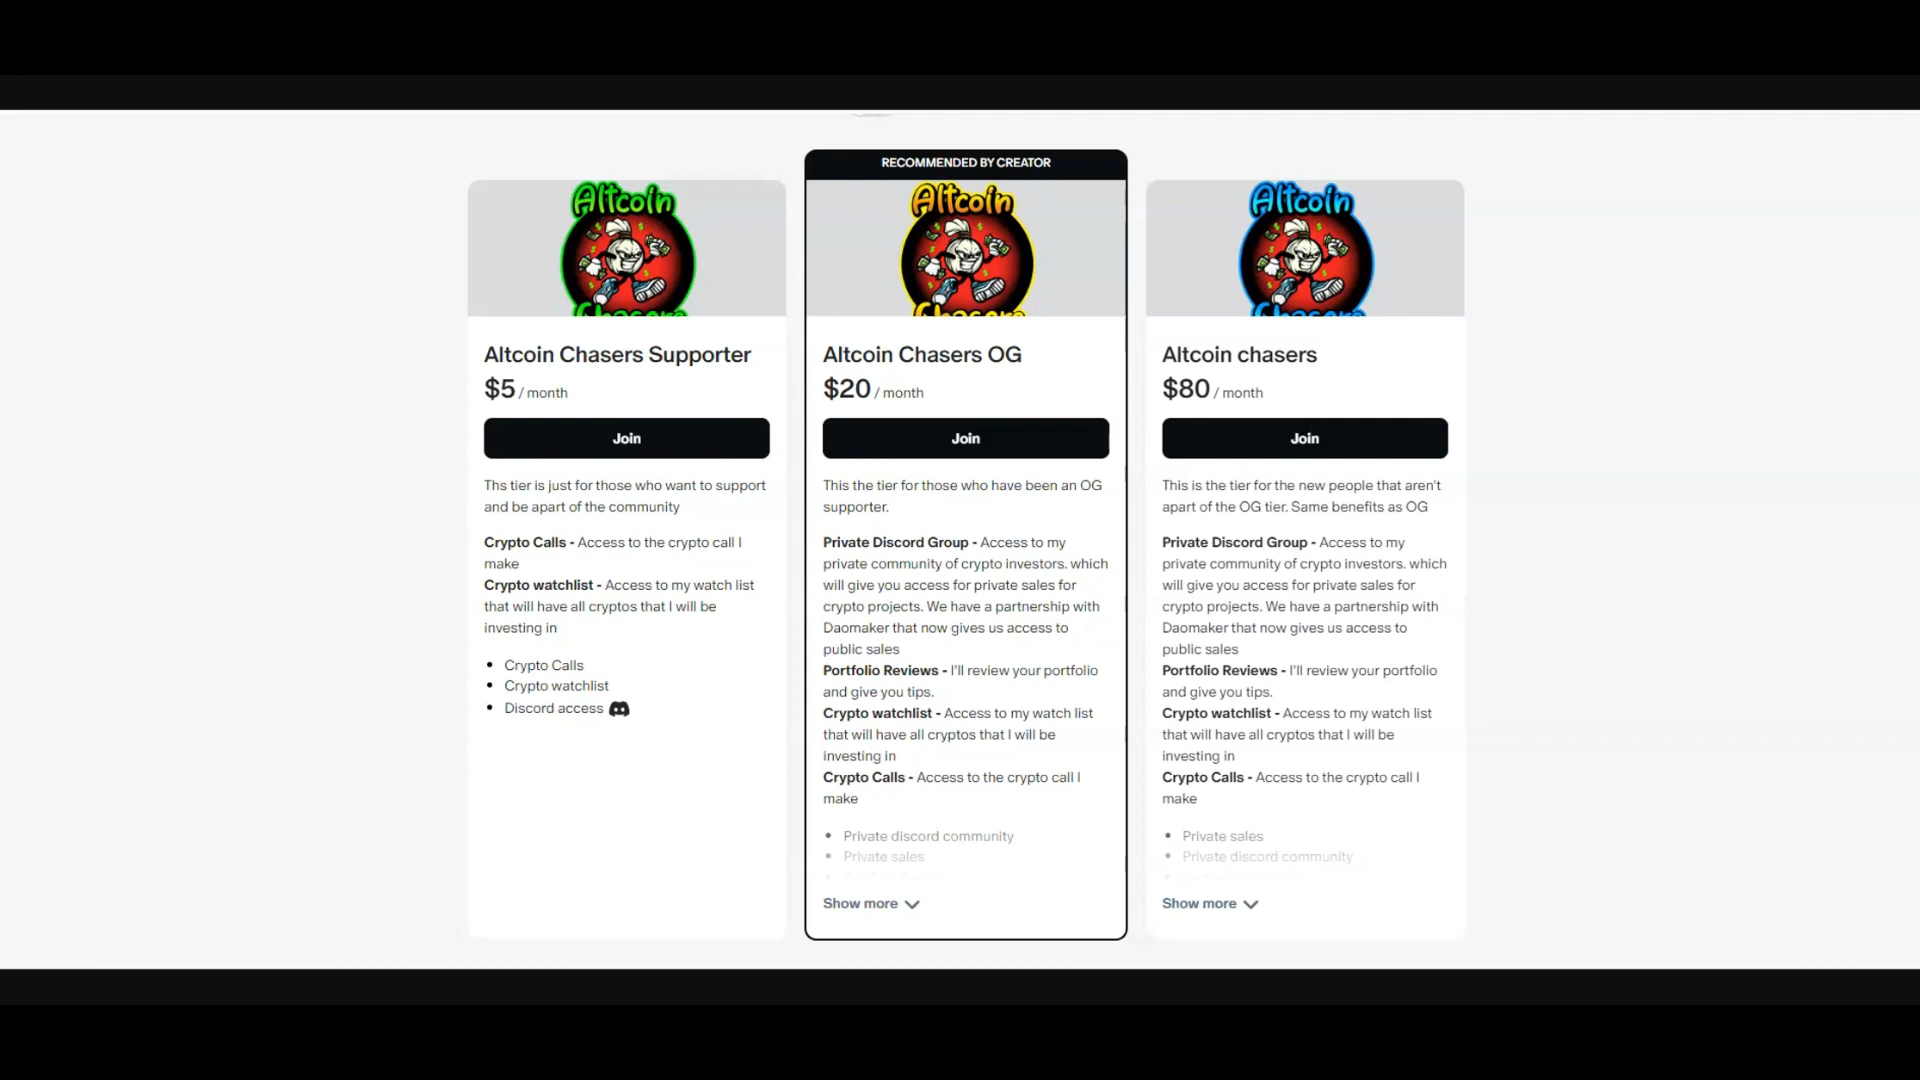 RECOMMENDED BY CREATOR
Altcoin
Chasers
Altcoin Chasers Supporter
$5 / month
Join
Ths tier is just for those who want to support
and be apart of the community
Crypto Calls - Access to the crypto call I
make
Crypto watchlist - Access to my watch list
that will have all cryptos that I will be
investing in
• Crypto Calls
• Crypto watchlist
• Discord access
Altcoin
Chasers
Altcoin Chasers OG
$20 / month
Join
This the tier for those who have been an OG
supporter.
Private Discord Group - Access to my
private community of crypto investors. which
will give you access for private sales for
crypto projects. We have a partnership with
Daomaker that now gives us access to
public sales
Portfolio Reviews - I'll review your portfolio
and give you tips.
Crypto watchlist - Access to my watch list
that will have all cryptos that I will be
investing in
Crypto Calls - Access to the crypto call I
make
• Private discord community
• Private sales
Show more
Altcoin
Chasers
Altcoin chasers
$80 / month
Join
This is the tier for the new people that aren't
apart of the OG tier. Same benefits as OG
Private Discord Group - Access to my
private community of crypto investors. which
will give you access for private sales for
crypto projects. We have a partnership with
Daomaker that now gives us access to
public sales
Portfolio Reviews - I'll review your portfolio
and give you tips.
Crypto watchlist - Access to my watch list
that will have all cryptos that I will be
investing in
Crypto Calls - Access to the crypto call I
make
• Private sales
• Private discord community
Show more